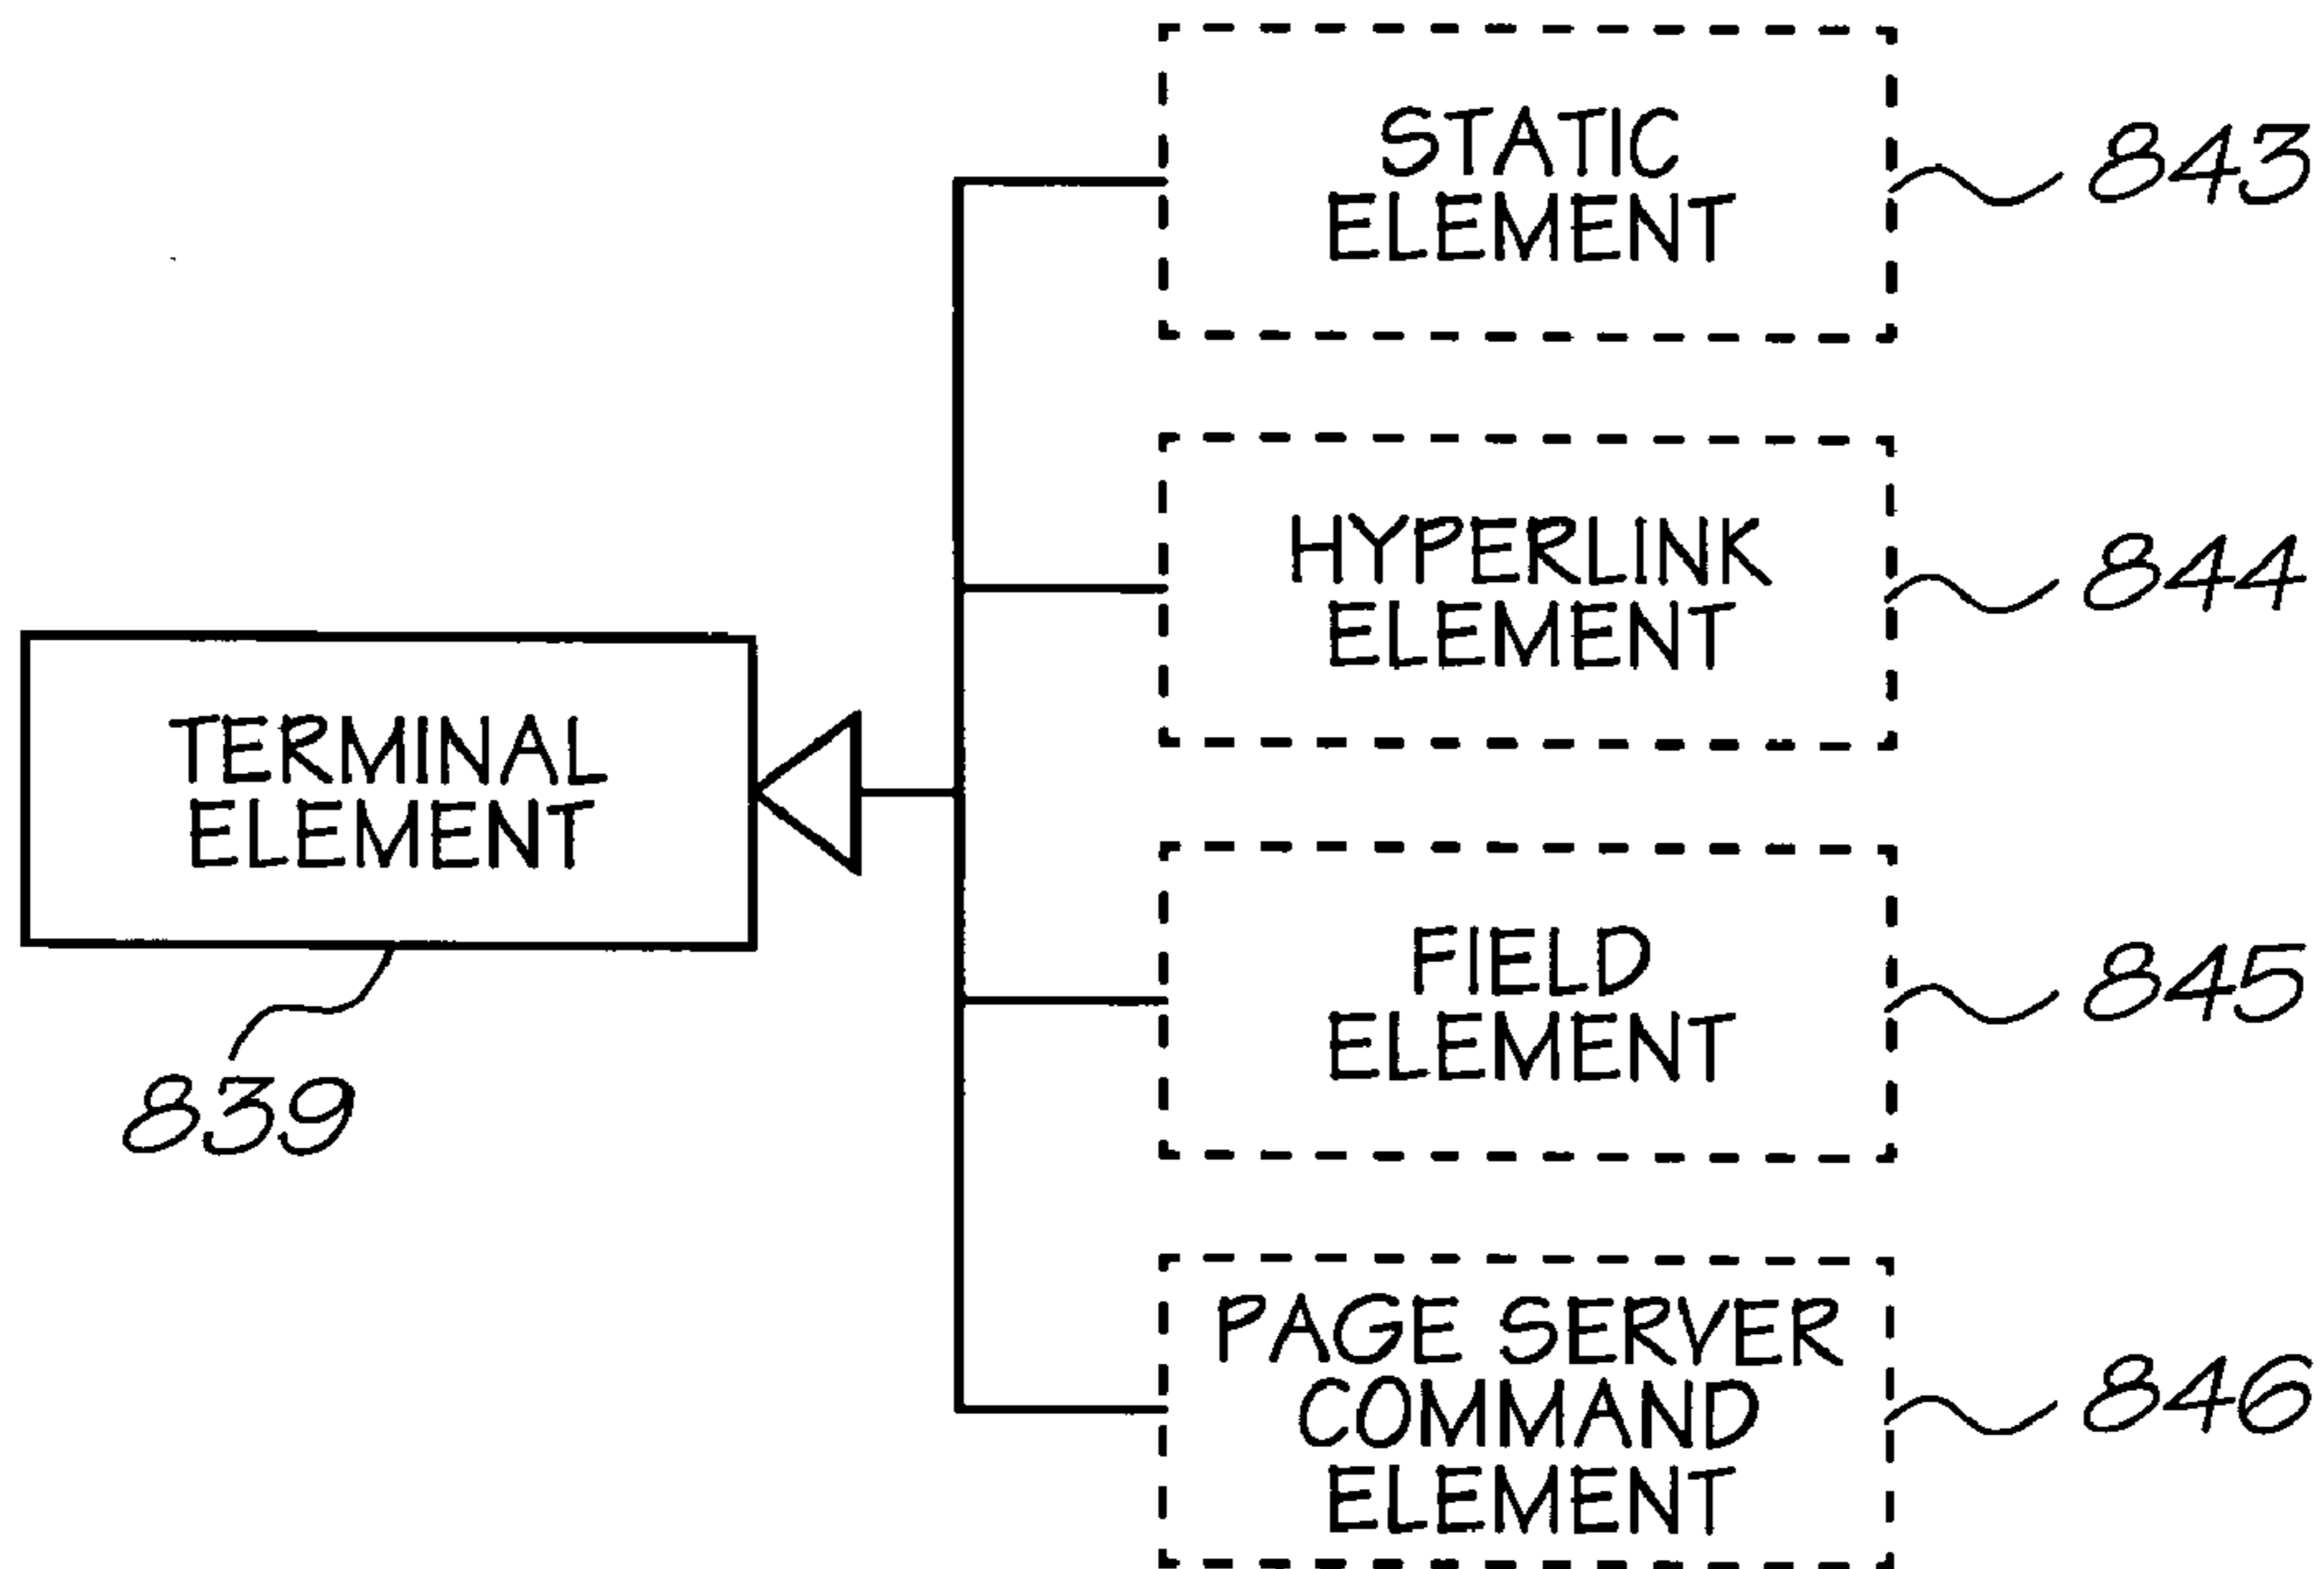 STATIC
ELEMENT
843
HYPERLINK
ELEMENT
844
TERMINAL
ELEMENT
839
FIELD
ELEMENT
845
PAGE SERVER
COMMAND
ELEMENT
846